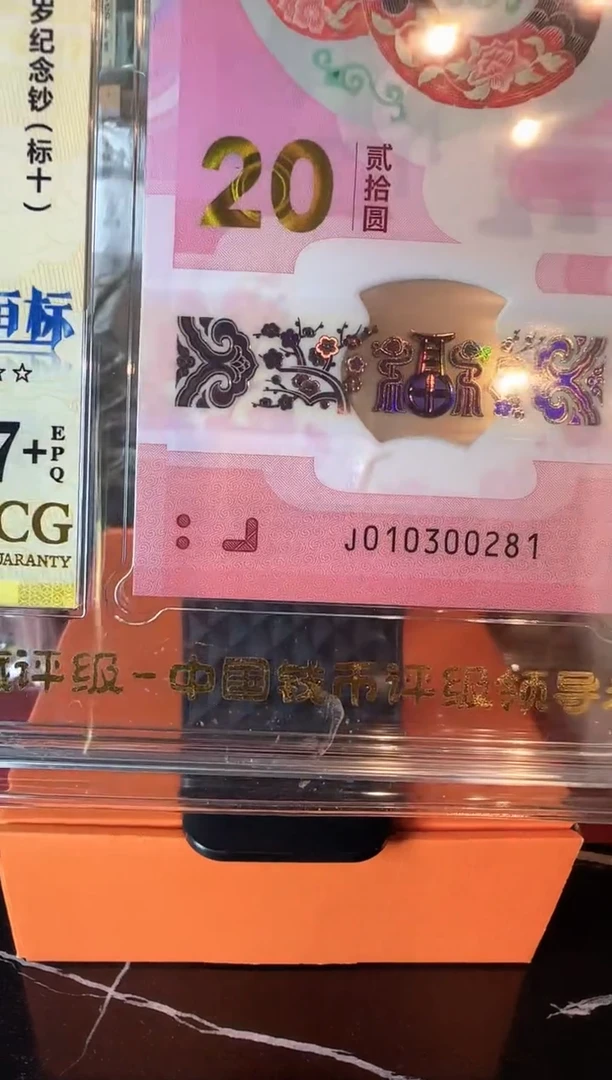 岁纪念钞(标十)
标
☆
7+EPQ
CG
UARANTY
20
贰拾圆
J010300281
评级-中国钱币评级领导